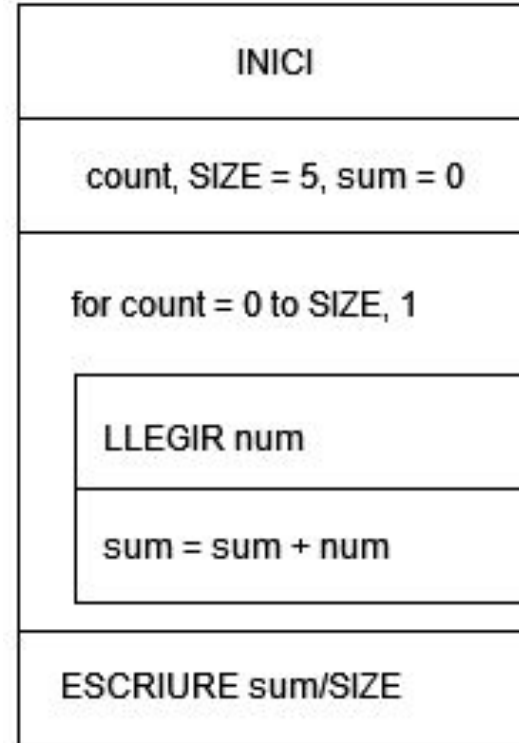 INICI
count, SIZE = 5, sum = 0
for count = 0 to SIZE, 1
LLEGIR num
sum = sum + num
ESCRIURE sum/SIZE